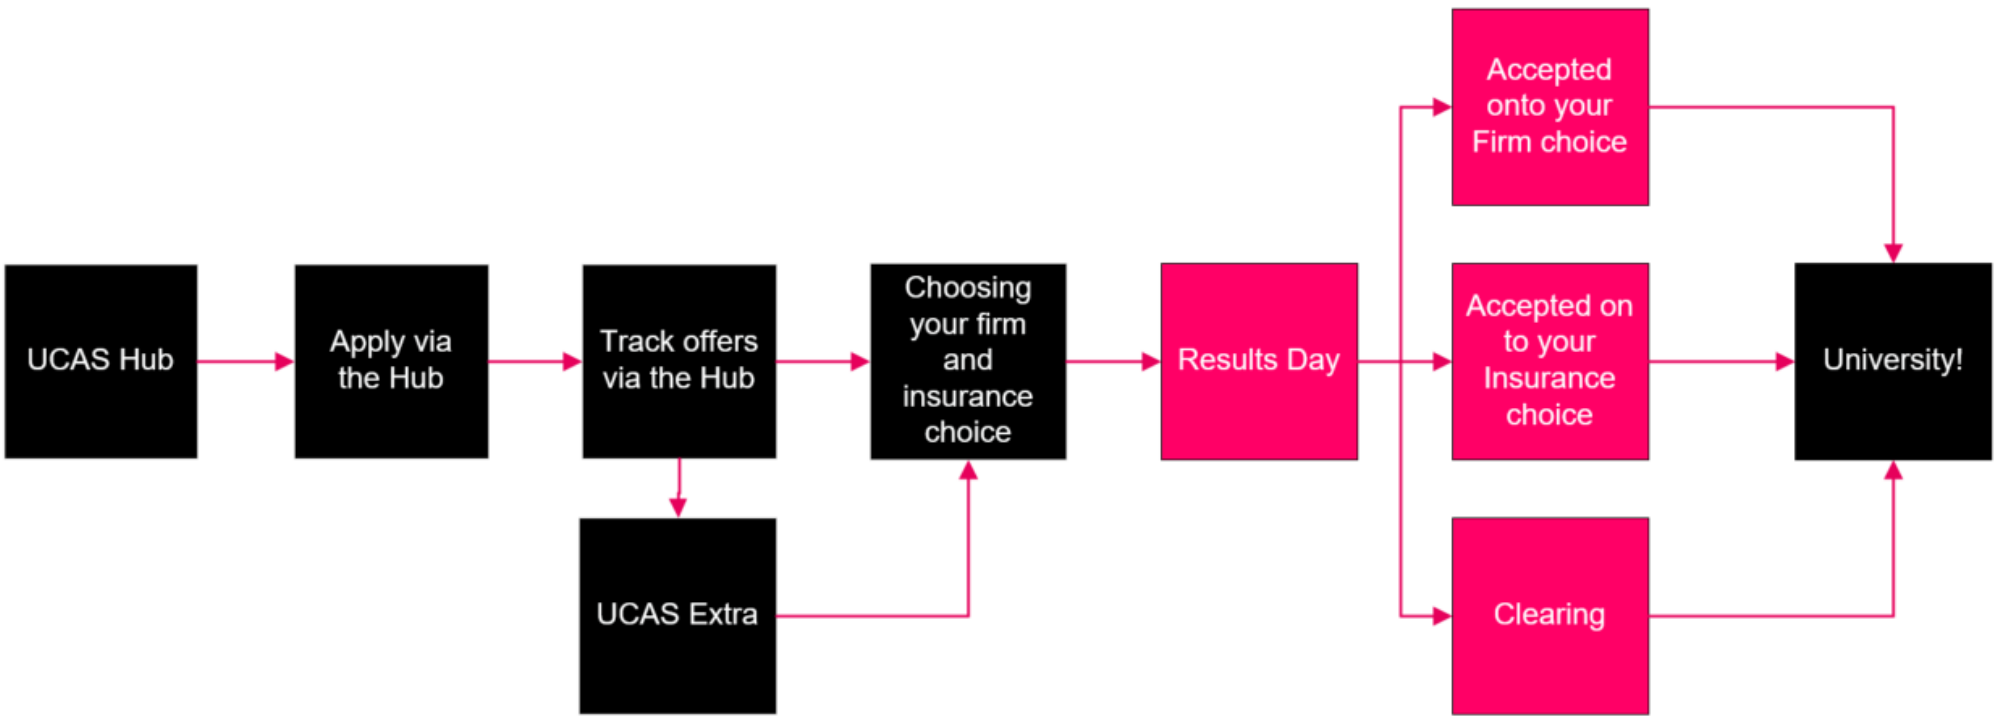 UCAS Hub
Apply via
the Hub
Track offers
via the Hub
UCAS Extra
Choosing
your firm
and
insurance
choice
Results Day
Accepted
onto your
Firm choice
Accepted on
to your
Insurance
choice
Clearing
University!